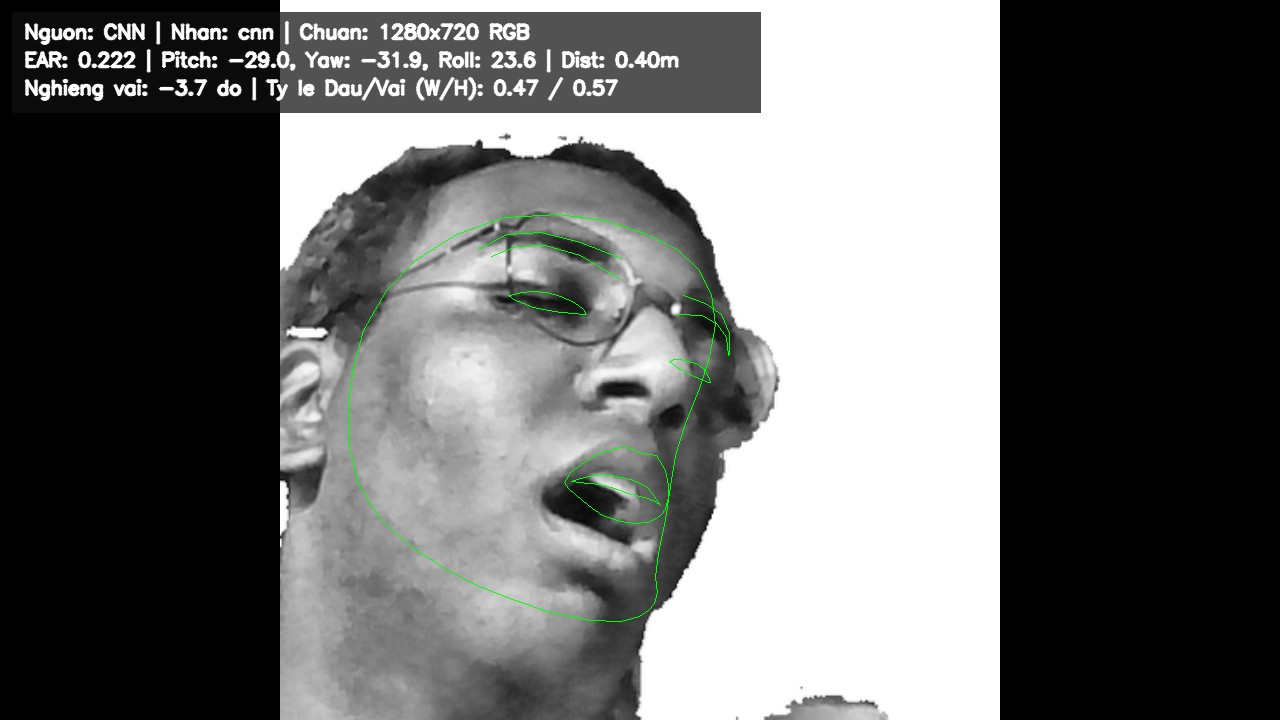 Nguon: CNN | Nhan: cnn | Chuan: 1280x720 RGB
EAR: 0.222 | Pitch: -29.0, Yaw: -31.9, Roll: 23.6 | Dist: 0.40m
Nghieng vai: -3.7 do | Ty le Dau/Vai (W/H): 0.47 / 0.57